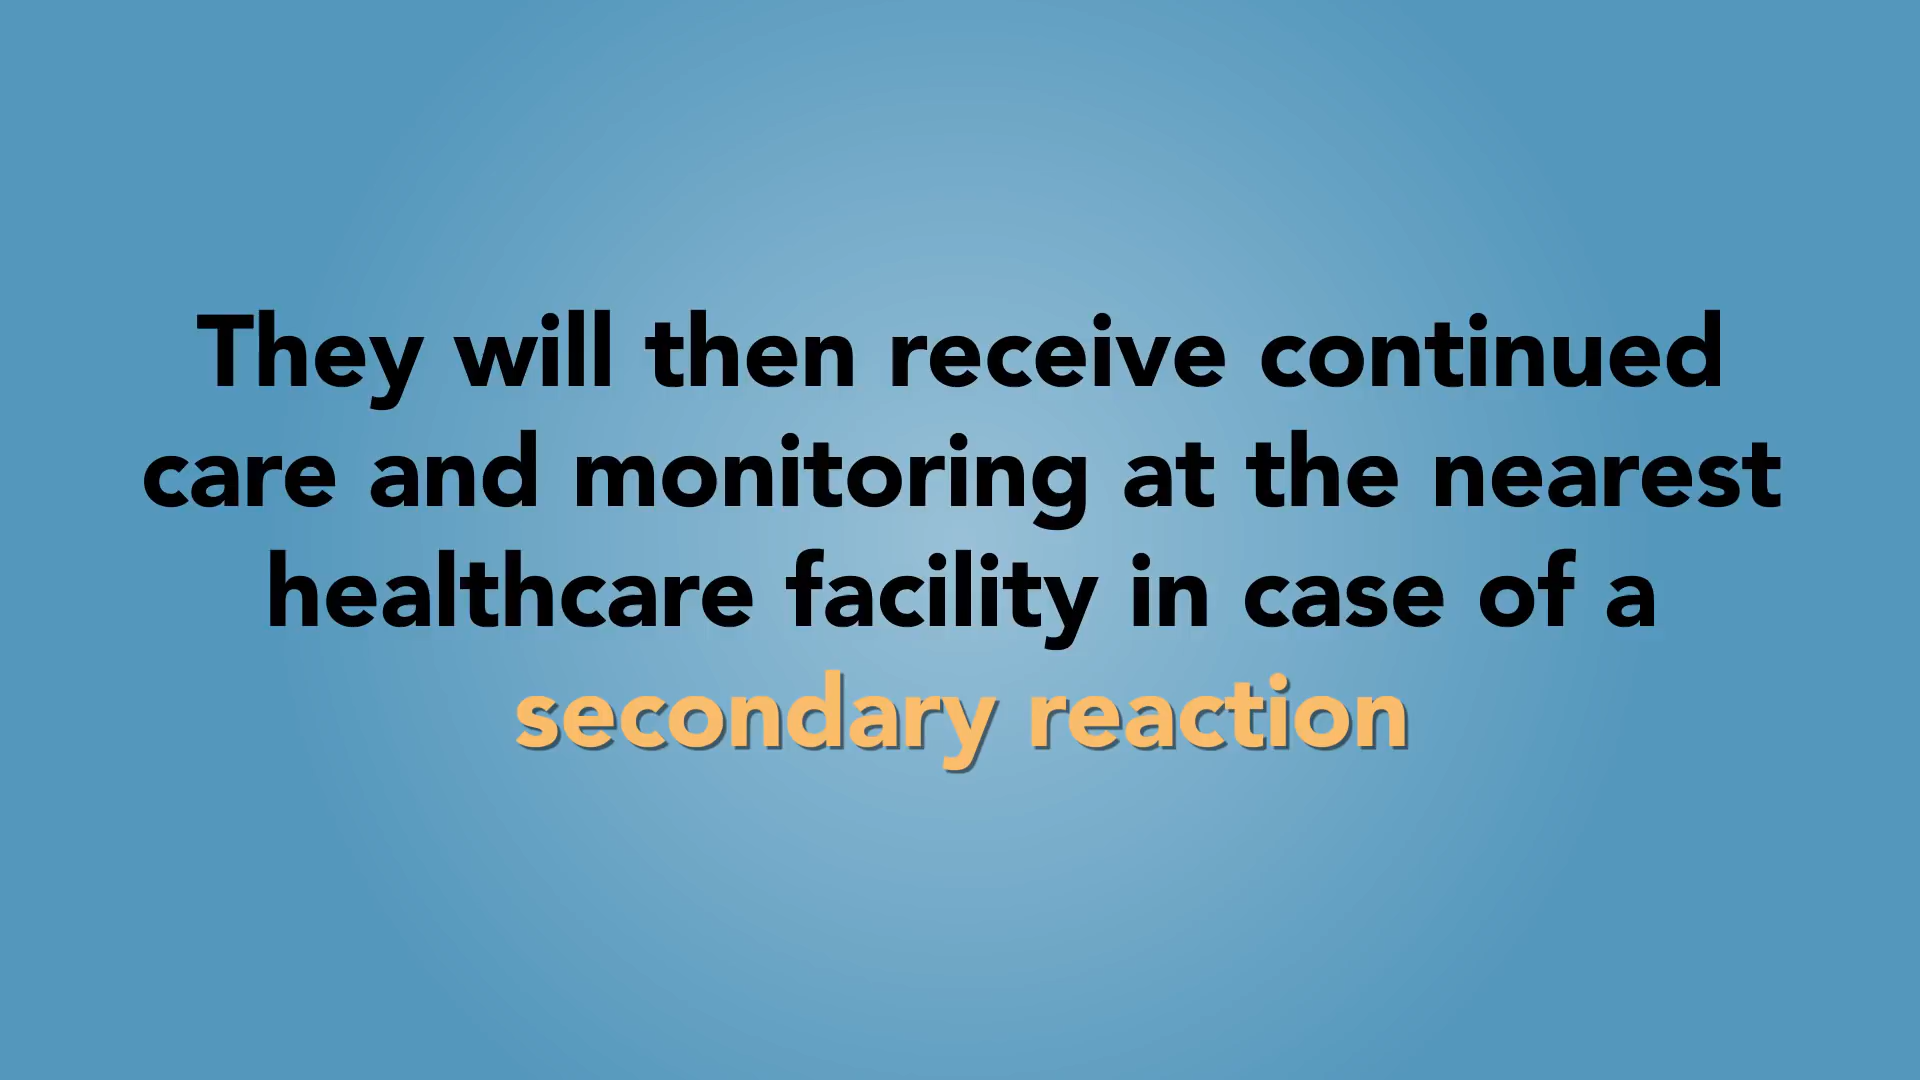 They will then receive continued
care and monitoring at the nearest
healthcare facility in case of a
secondary reaction